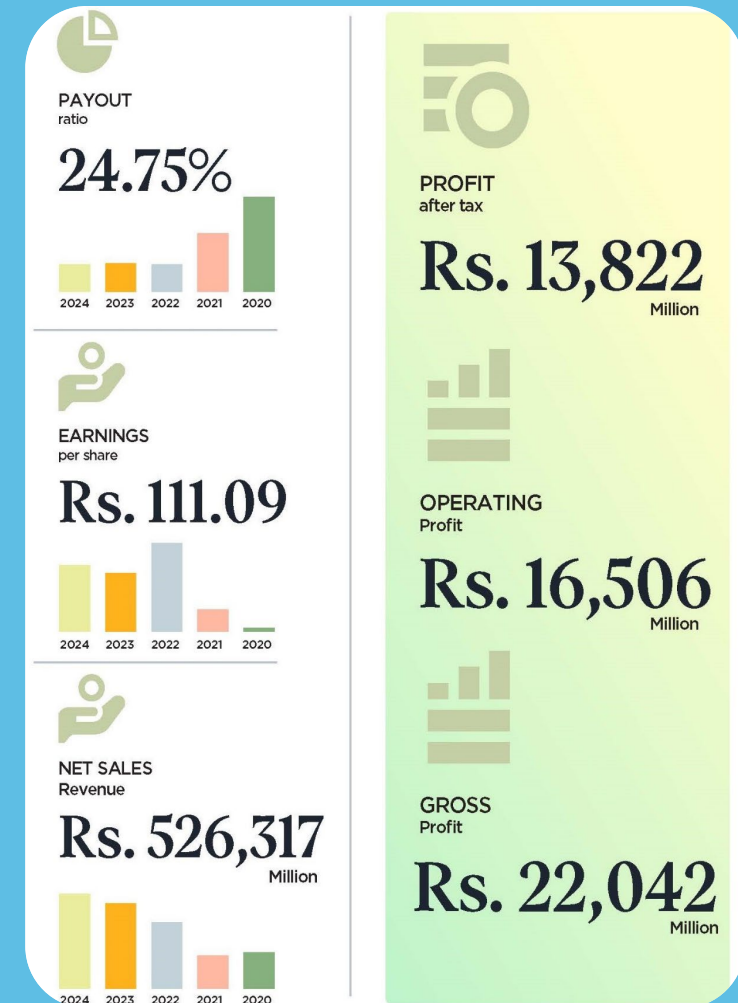 PAYOUT
ratio
24.75%
2024 2023 2022 2021 2020
EARNINGS
per share
Rs. 111.09
2024 2023 2022 2021 2020
NET SALES
Revenue
Rs. 526,317
Million
2024 2023 2022 2021 2020
PROFIT
after tax
Rs. 13,822
Million
OPERATING
Profit
Rs. 16,506
Million
GROSS
Profit
Rs. 22,042
Million